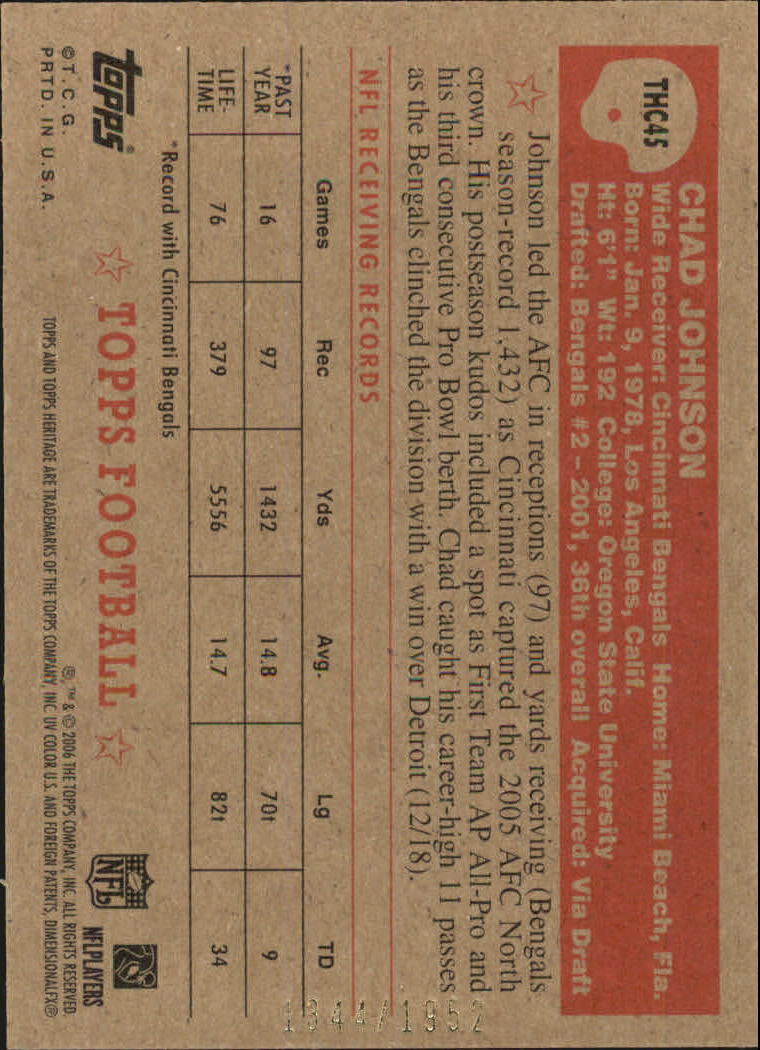 THC45
CHAD JOHNSON
Wide Receiver: Cincinnati Bengals Home: Miami Beach, Fla.
Born: Jan. 9, 1978, Los Angeles, Calif.
Ht: 6'1" Wt: 192 College: Oregon State University
Drafted: Bengals #2 - 2001, 36th overall Acquired: Via Draft
Johnson led the AFC in receptions (97) and yards receiving (Bengals
season-record 1,432) as Cincinnati captured the 2005 AFC North
crown. His postseason kudos included a spot as First Team AP All-Pro and
his third consecutive Pro Bowl berth. Chad caught his career-high 11 passes
as the Bengals clinched the division with a win over Detroit (12/18).
NFL RECEIVING RECORDS
Games Rec Yds Avg. Lg TD
*PAST YEAR 16 97 1432 14.8 70t 9
LIFE-TIME 76 379 5556 14.7 82t 34
*Record with Cincinnati Bengals
topps®
☆ TOPPS FOOTBALL ☆
NFL
NFLPLAYERS
©T.C.G.
PRTD. IN U.S.A.
®, ™ & © 2006 THE TOPPS COMPANY, INC. ALL RIGHTS RESERVED.
TOPPS AND TOPPS HERITAGE ARE TRADEMARKS OF THE TOPPS COMPANY, INC. UV COLOR U.S. AND FOREIGN PATENTS, DIMENSIONALFX®
1344/1952